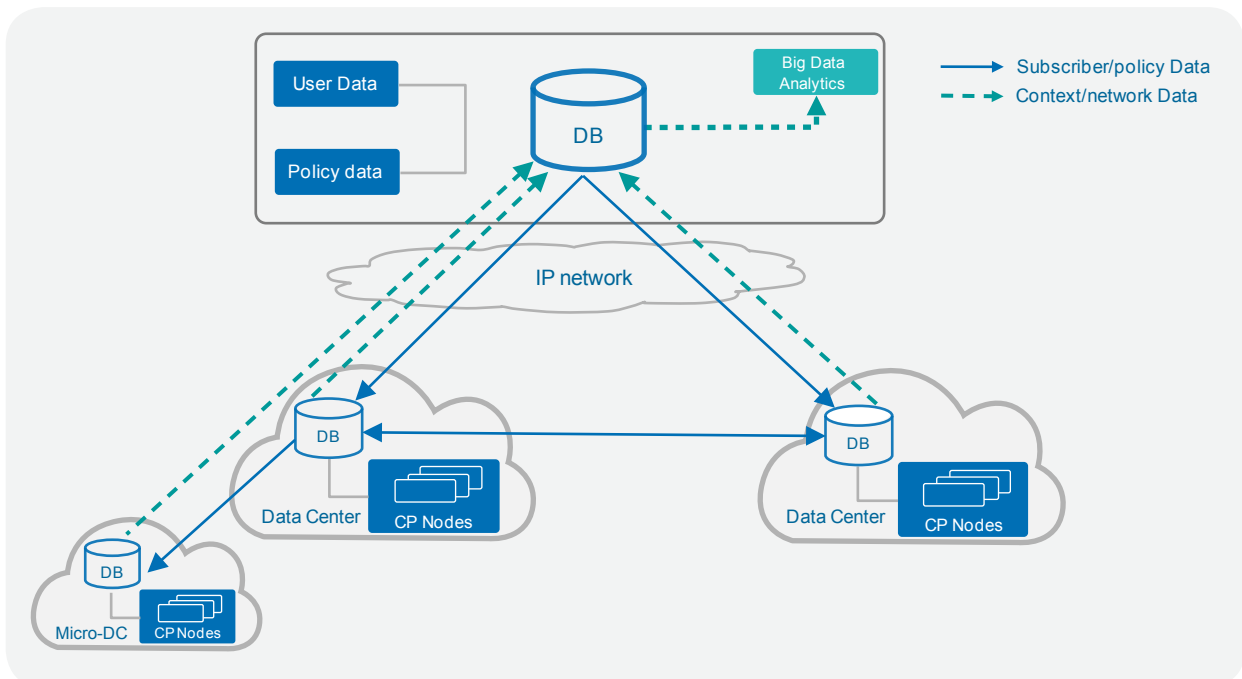 User Data
Policy data
DB
Big Data
Analytics
Subscriber/policy Data
Context/network Data
IP network
DB
Data Center
CP Nodes
DB
Data Center
CP Nodes
DB
Micro-DC
CP Nodes